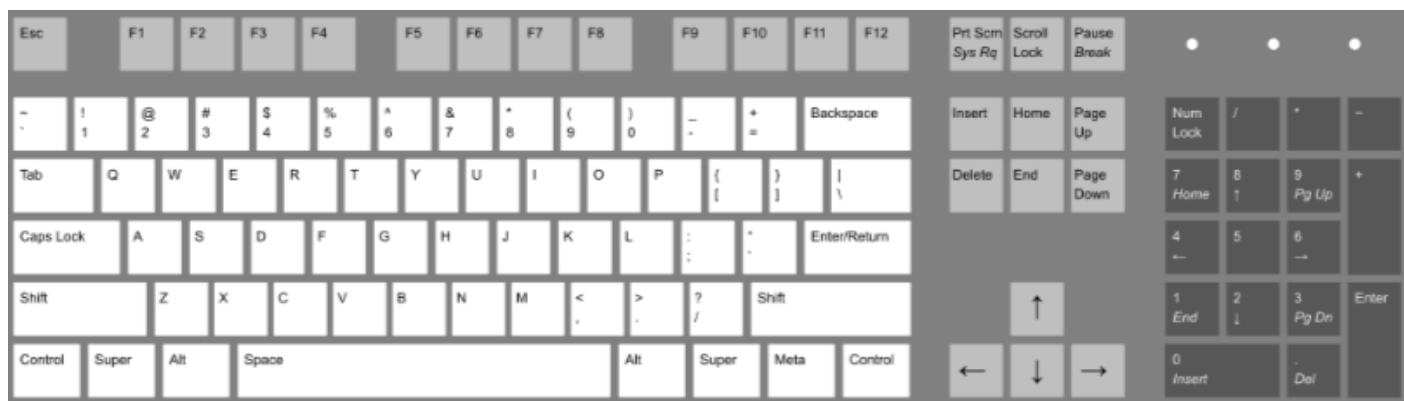 Esc F1 F2 F3 F4 F5 F6 F7 F8 F9 F10 F11 F12 Prt Scrn Scroll Pause
Sys Rq Lock Break
~ ! @ # $ % ^ & * ( ) _ + Backspace Insert Home Page Num / * −
` 1 2 3 4 5 6 7 8 9 0 - = Up Lock
Tab Q W E R T Y U I O P { } | Delete End Page 7 8 9 +
[ ] \ Down Home ↑ Pg Up
Caps Lock A S D F G H J K L : " Enter/Return 4 5 6
; ' ← →
Shift Z X C V B N M < > ? Shift ↑ 1 2 3 Enter
, . / End ↓ Pg Dn
Control Super Alt Space Alt Super Meta Control ← ↓ → 0 .
Insert Del